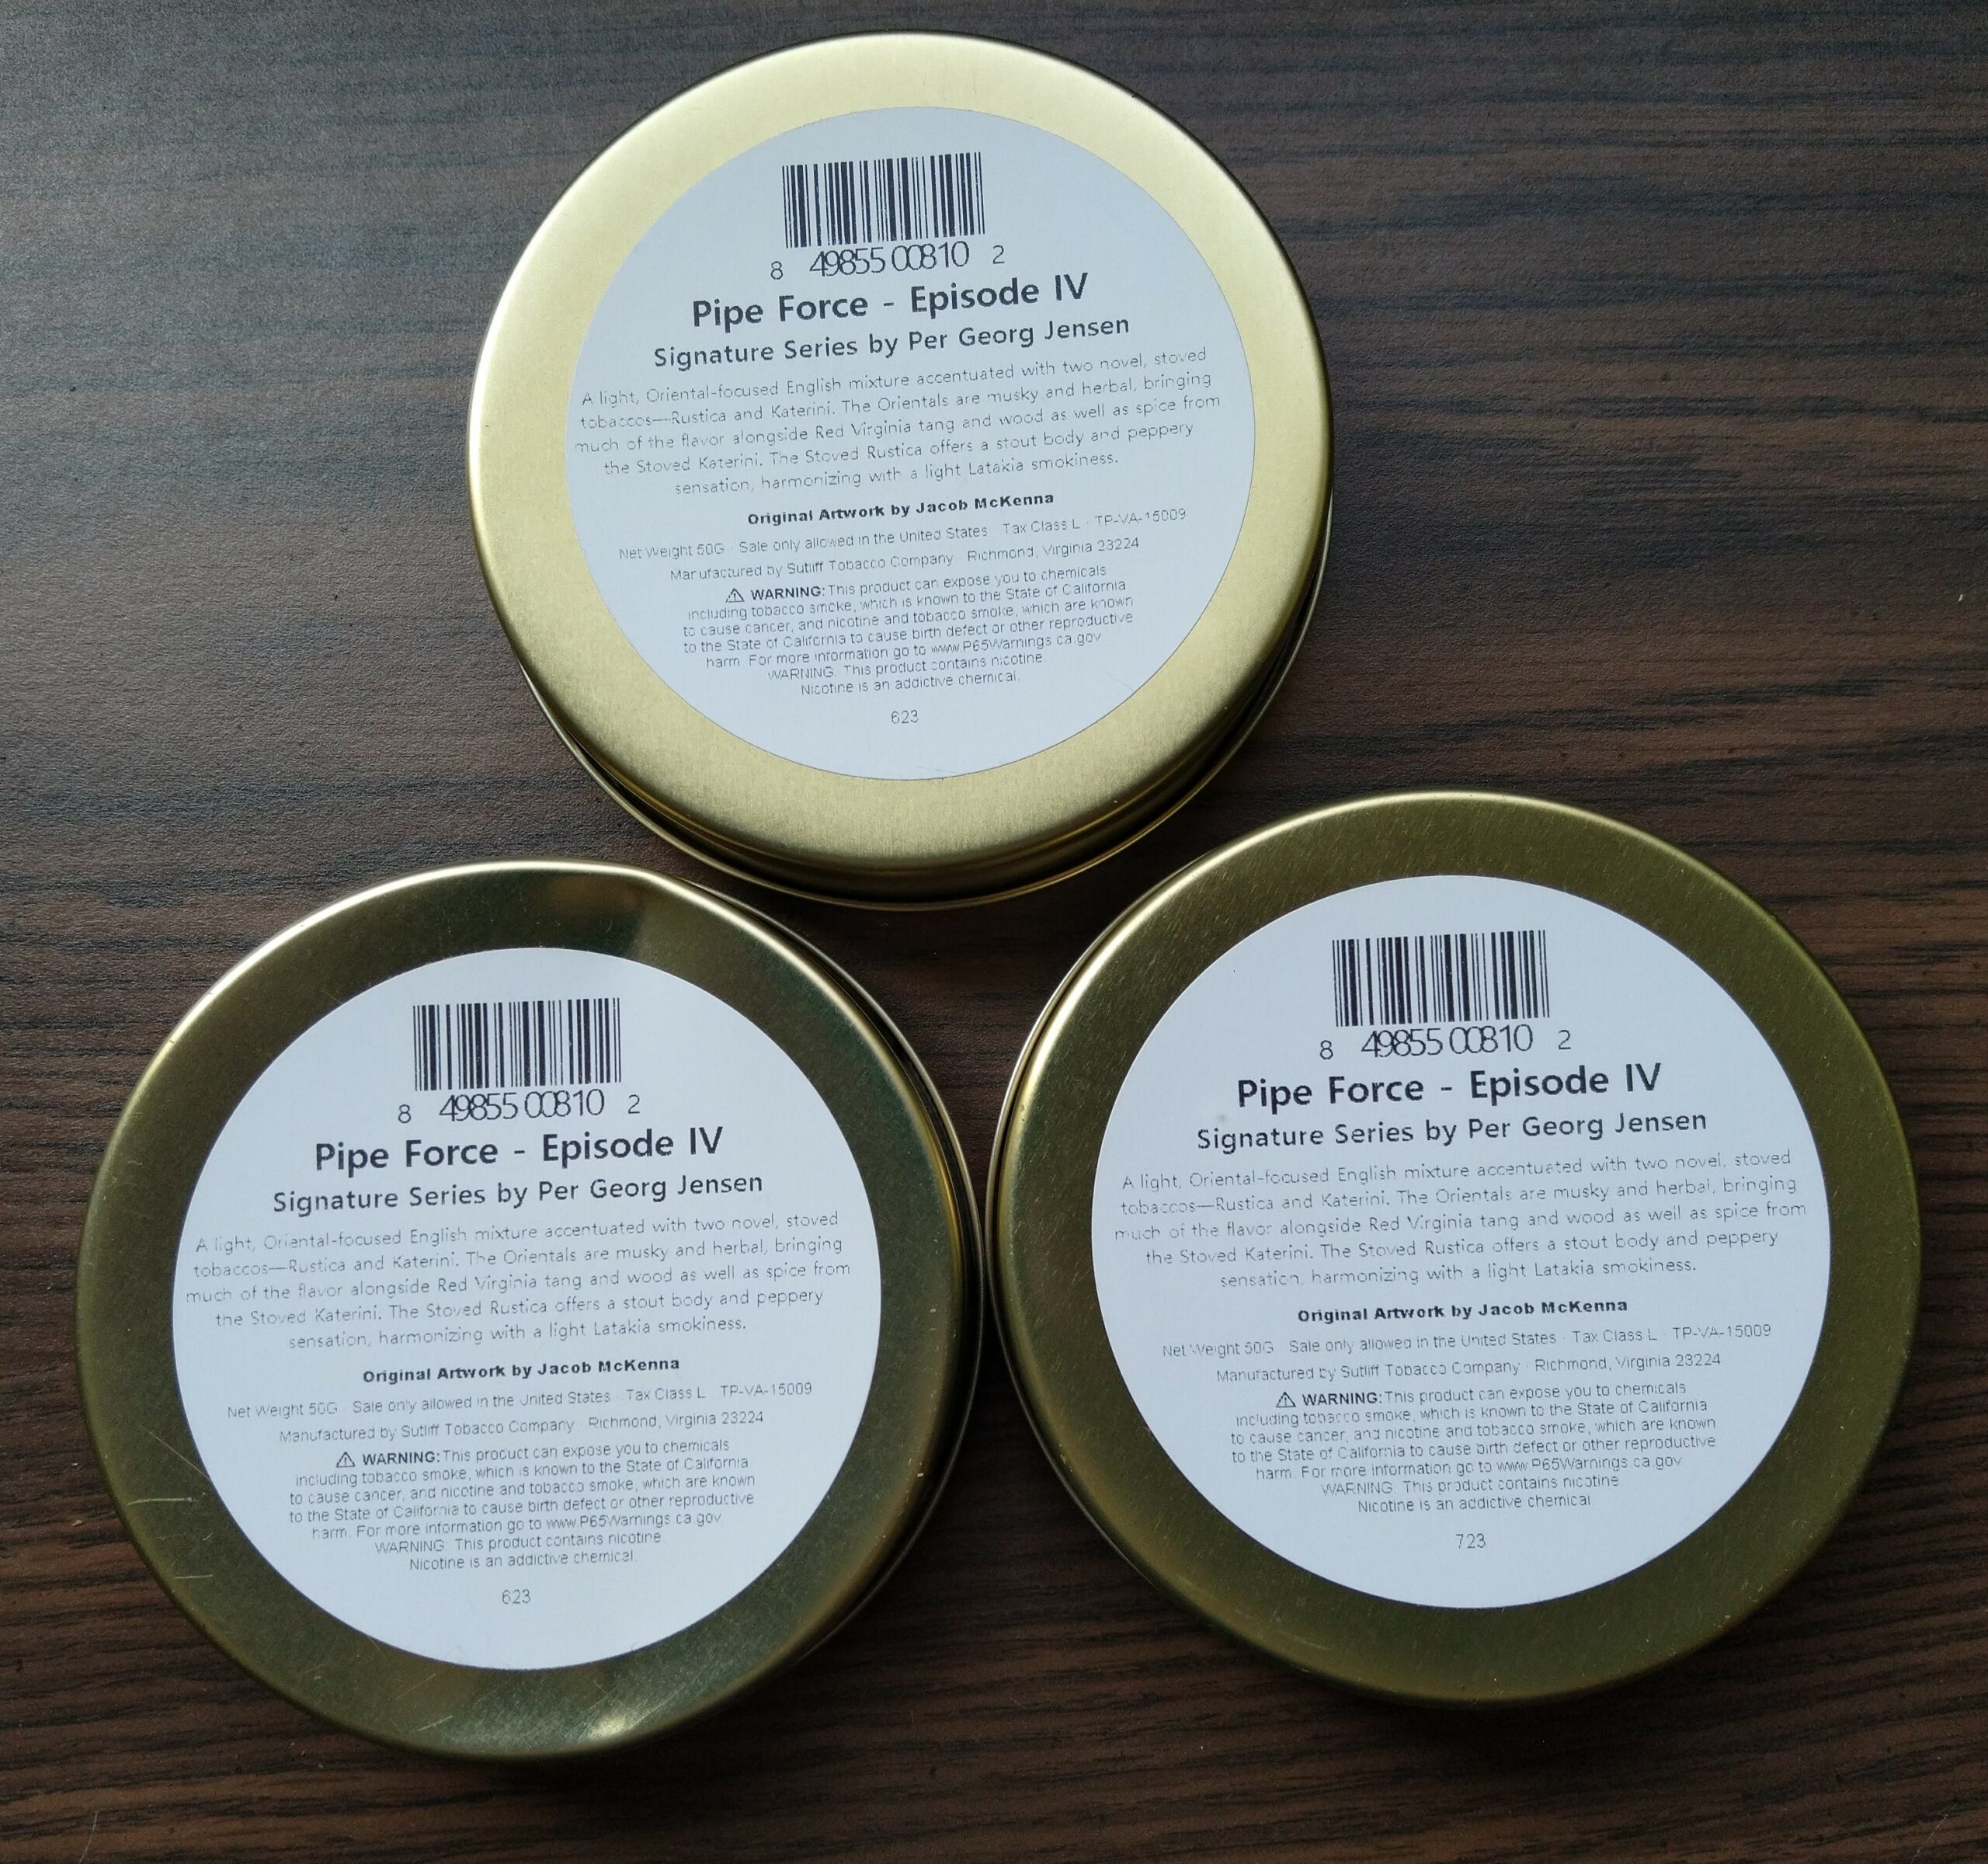 8 49855 00810 2
Pipe Force - Episode IV
Signature Series by Per Georg Jensen
A light, Oriental-focused English mixture accentuated with two novel, stoved
tobaccos—Rustica and Katerini. The Orientals are musky and herbal, bringing
much of the flavor alongside Red Virginia tang and wood as well as spice from
the Stoved Katerini. The Stoved Rustica offers a stout body and peppery
sensation, harmonizing with a light Latakia smokiness.
Original Artwork by Jacob McKenna
Net Weight 50G · Sale only allowed in the United States · Tax Class L · TP-VA-15009
Manufactured by Sutliff Tobacco Company · Richmond, Virginia 23224
⚠ WARNING: This product can expose you to chemicals
including tobacco smoke, which is known to the State of California
to cause cancer, and nicotine and tobacco smoke, which are known
to the State of California to cause birth defect or other reproductive
harm. For more information go to www.P65Warnings.ca.gov
WARNING: This product contains nicotine.
Nicotine is an addictive chemical.
623
8 49855 00810 2
Pipe Force - Episode IV
Signature Series by Per Georg Jensen
A light, Oriental-focused English mixture accentuated with two novel, stoved
tobaccos—Rustica and Katerini. The Orientals are musky and herbal, bringing
much of the flavor alongside Red Virginia tang and wood as well as spice from
the Stoved Katerini. The Stoved Rustica offers a stout body and peppery
sensation, harmonizing with a light Latakia smokiness.
Original Artwork by Jacob McKenna
Net Weight 50G · Sale only allowed in the United States · Tax Class L · TP-VA-15009
Manufactured by Sutliff Tobacco Company · Richmond, Virginia 23224
⚠ WARNING: This product can expose you to chemicals
including tobacco smoke, which is known to the State of California
to cause cancer, and nicotine and tobacco smoke, which are known
to the State of California to cause birth defect or other reproductive
harm. For more information go to www.P65Warnings.ca.gov
WARNING: This product contains nicotine.
Nicotine is an addictive chemical.
623
8 49855 00810 2
Pipe Force - Episode IV
Signature Series by Per Georg Jensen
A light, Oriental-focused English mixture accentuated with two novel, stoved
tobaccos—Rustica and Katerini. The Orientals are musky and herbal, bringing
much of the flavor alongside Red Virginia tang and wood as well as spice from
the Stoved Katerini. The Stoved Rustica offers a stout body and peppery
sensation, harmonizing with a light Latakia smokiness.
Original Artwork by Jacob McKenna
Net Weight 50G · Sale only allowed in the United States · Tax Class L · TP-VA-15009
Manufactured by Sutliff Tobacco Company · Richmond, Virginia 23224
⚠ WARNING: This product can expose you to chemicals
including tobacco smoke, which is known to the State of California
to cause cancer, and nicotine and tobacco smoke, which are known
to the State of California to cause birth defect or other reproductive
harm. For more information go to www.P65Warnings.ca.gov
WARNING: This product contains nicotine.
Nicotine is an addictive chemical.
723